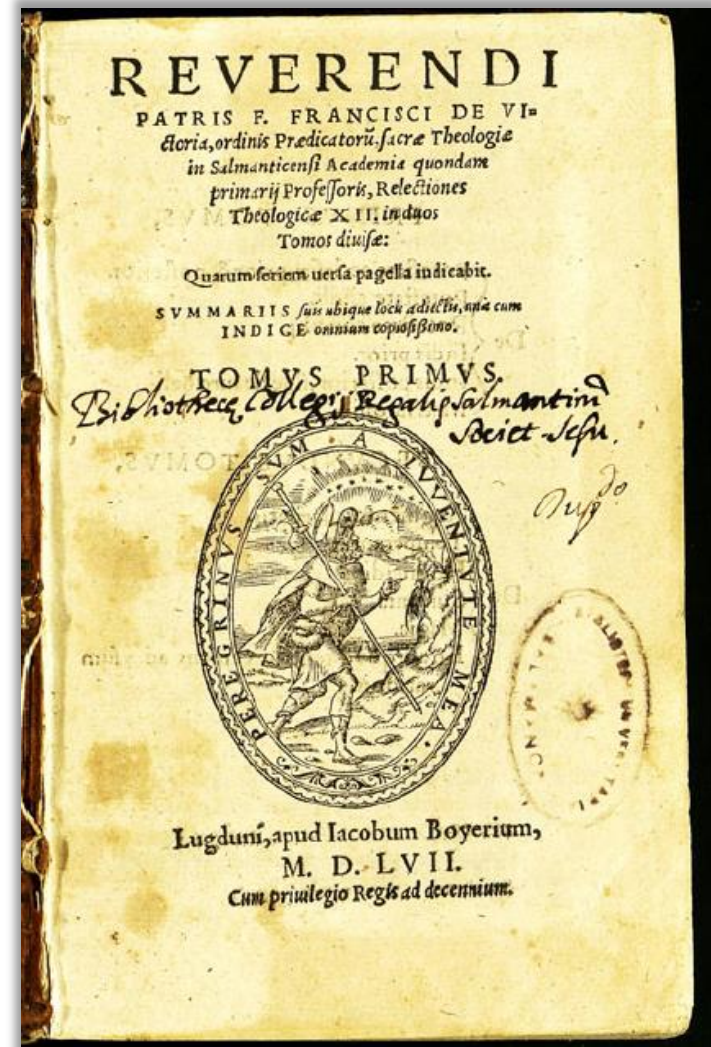 REVERENDI
PATRIS F. FRANCISCI DE VI=
ctoria, ordinis Prædicatorũ. sacræ Theologiæ
in Salmanticensi Academia quondam
primarij Professoris, Relectiones
Theologicæ XII. in duos
Tomos diuisæ:
Quarum seriem uersa pagella indicabit.
SVMMARIIS suis ubique locis adiectis, unà cum
INDICE omnium copiosißimo.
TOMVS PRIMVS.
Bibliothecę Collegij Regalis Salmantini
Societ Jesu.
PEREGRINVS SVM A IVVENTVTE MEA.
Lugduni, apud Iacobum Boyerium,
M. D. LVII.
Cum priuilegio Regis ad decennium.